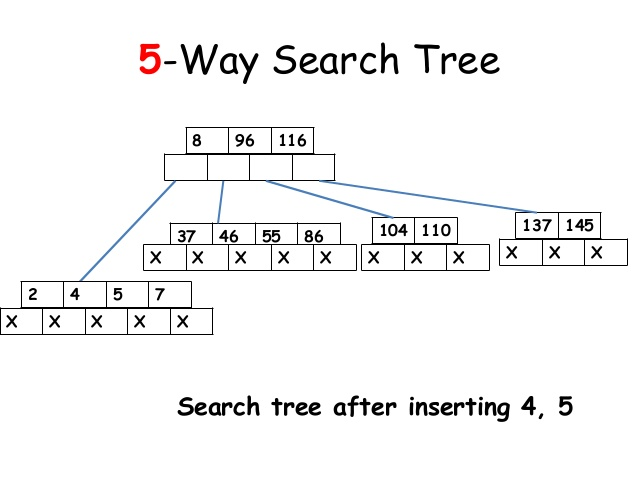 5-Way Search Tree
8 96 116
37 46 55 86
X X X X X
104 110
X X X
137 145
X X X
2 4 5 7
X X X X X
Search tree after inserting 4, 5